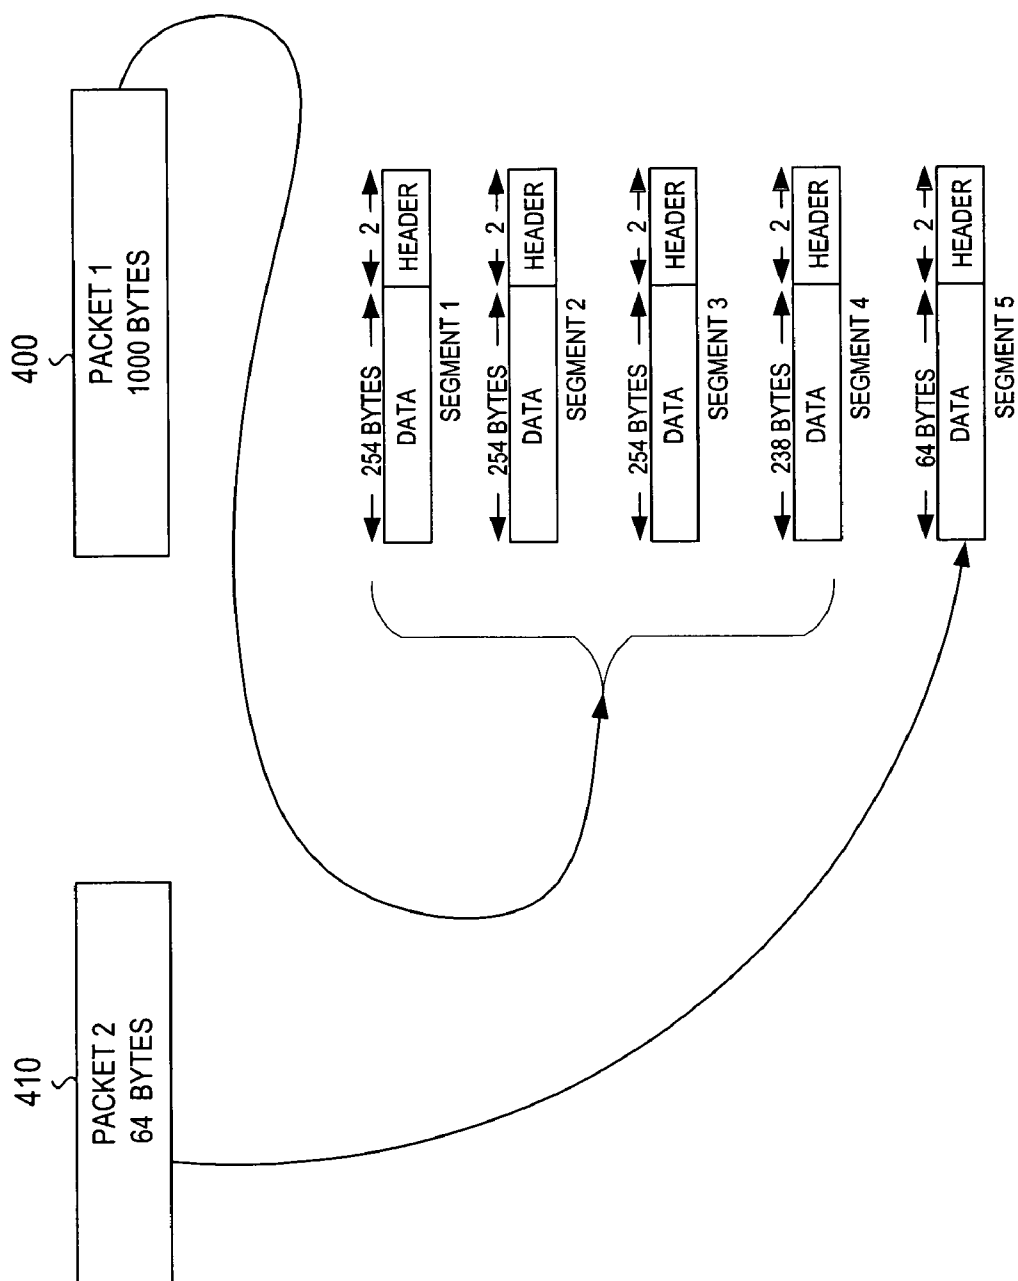 400
PACKET 1
1000 BYTES
410
PACKET 2
64 BYTES
254 BYTES
2
DATA
HEADER
SEGMENT 1
254 BYTES
2
DATA
HEADER
SEGMENT 2
254 BYTES
2
DATA
HEADER
SEGMENT 3
238 BYTES
2
DATA
HEADER
SEGMENT 4
64 BYTES
2
DATA
HEADER
SEGMENT 5